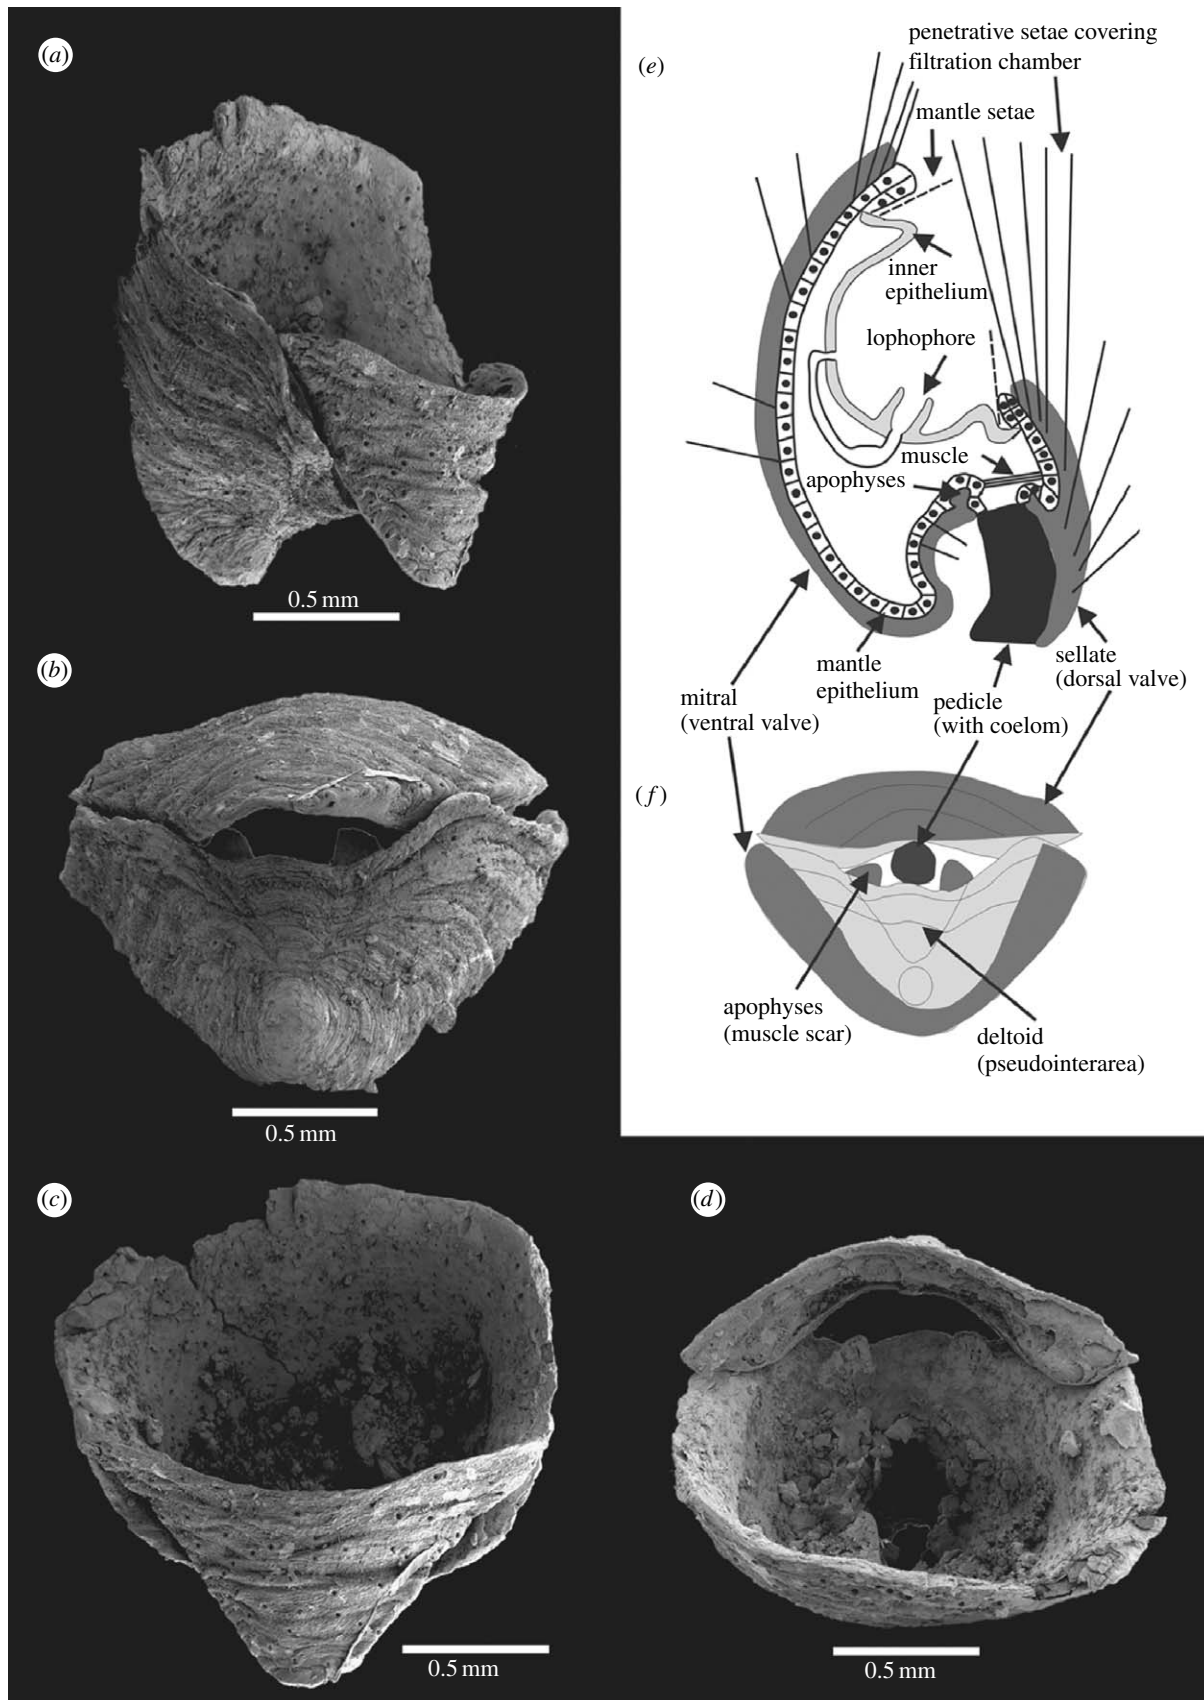 (a)
0.5 mm
(b)
0.5 mm
(e)
penetrative setae covering
filtration chamber
mantle setae
inner
epithelium
lophophore
muscle
apophyses
mantle
epithelium
mitral
(ventral valve)
pedicle
(with coelom)
sellate
(dorsal valve)
(f)
apophyses
(muscle scar)
deltoid
(pseudointerarea)
(c)
0.5 mm
(d)
0.5 mm